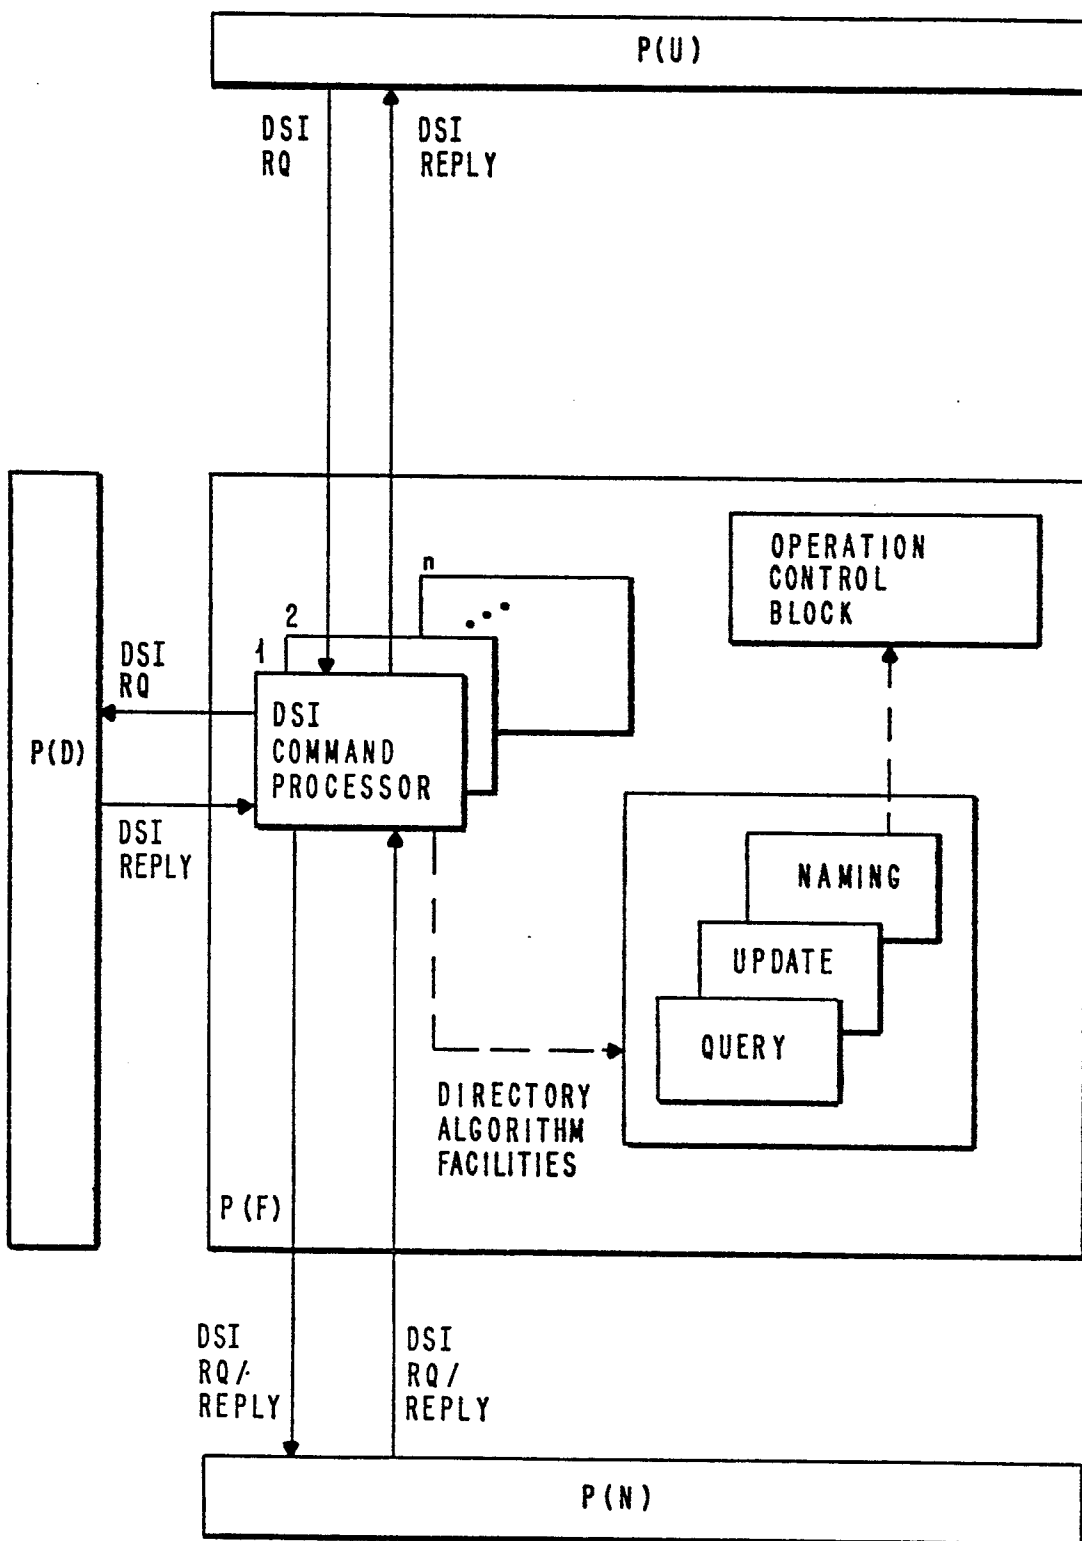 P(U)
DSI
RQ
DSI
REPLY
OPERATION
CONTROL
BLOCK
n
2
1
DSI
RQ
DSI
COMMAND
PROCESSOR
P(D)
DSI
REPLY
NAMING
UPDATE
QUERY
DIRECTORY
ALGORITHM
FACILITIES
P(F)
DSI
RQ/
REPLY
DSI
RQ/
REPLY
P(N)